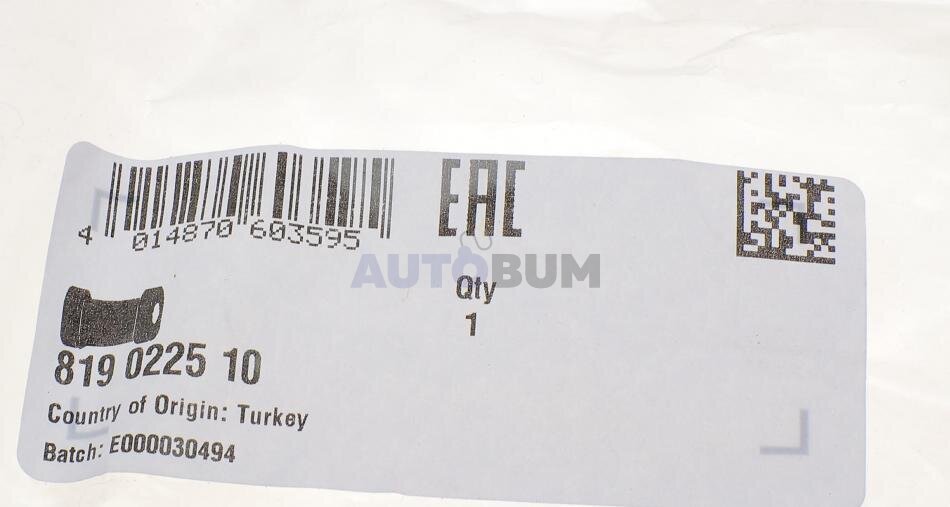 EAC
4 014870 603595
AUTOBUM
Qty
1
819 0225 10
Country of Origin: Turkey
Batch: E000030494